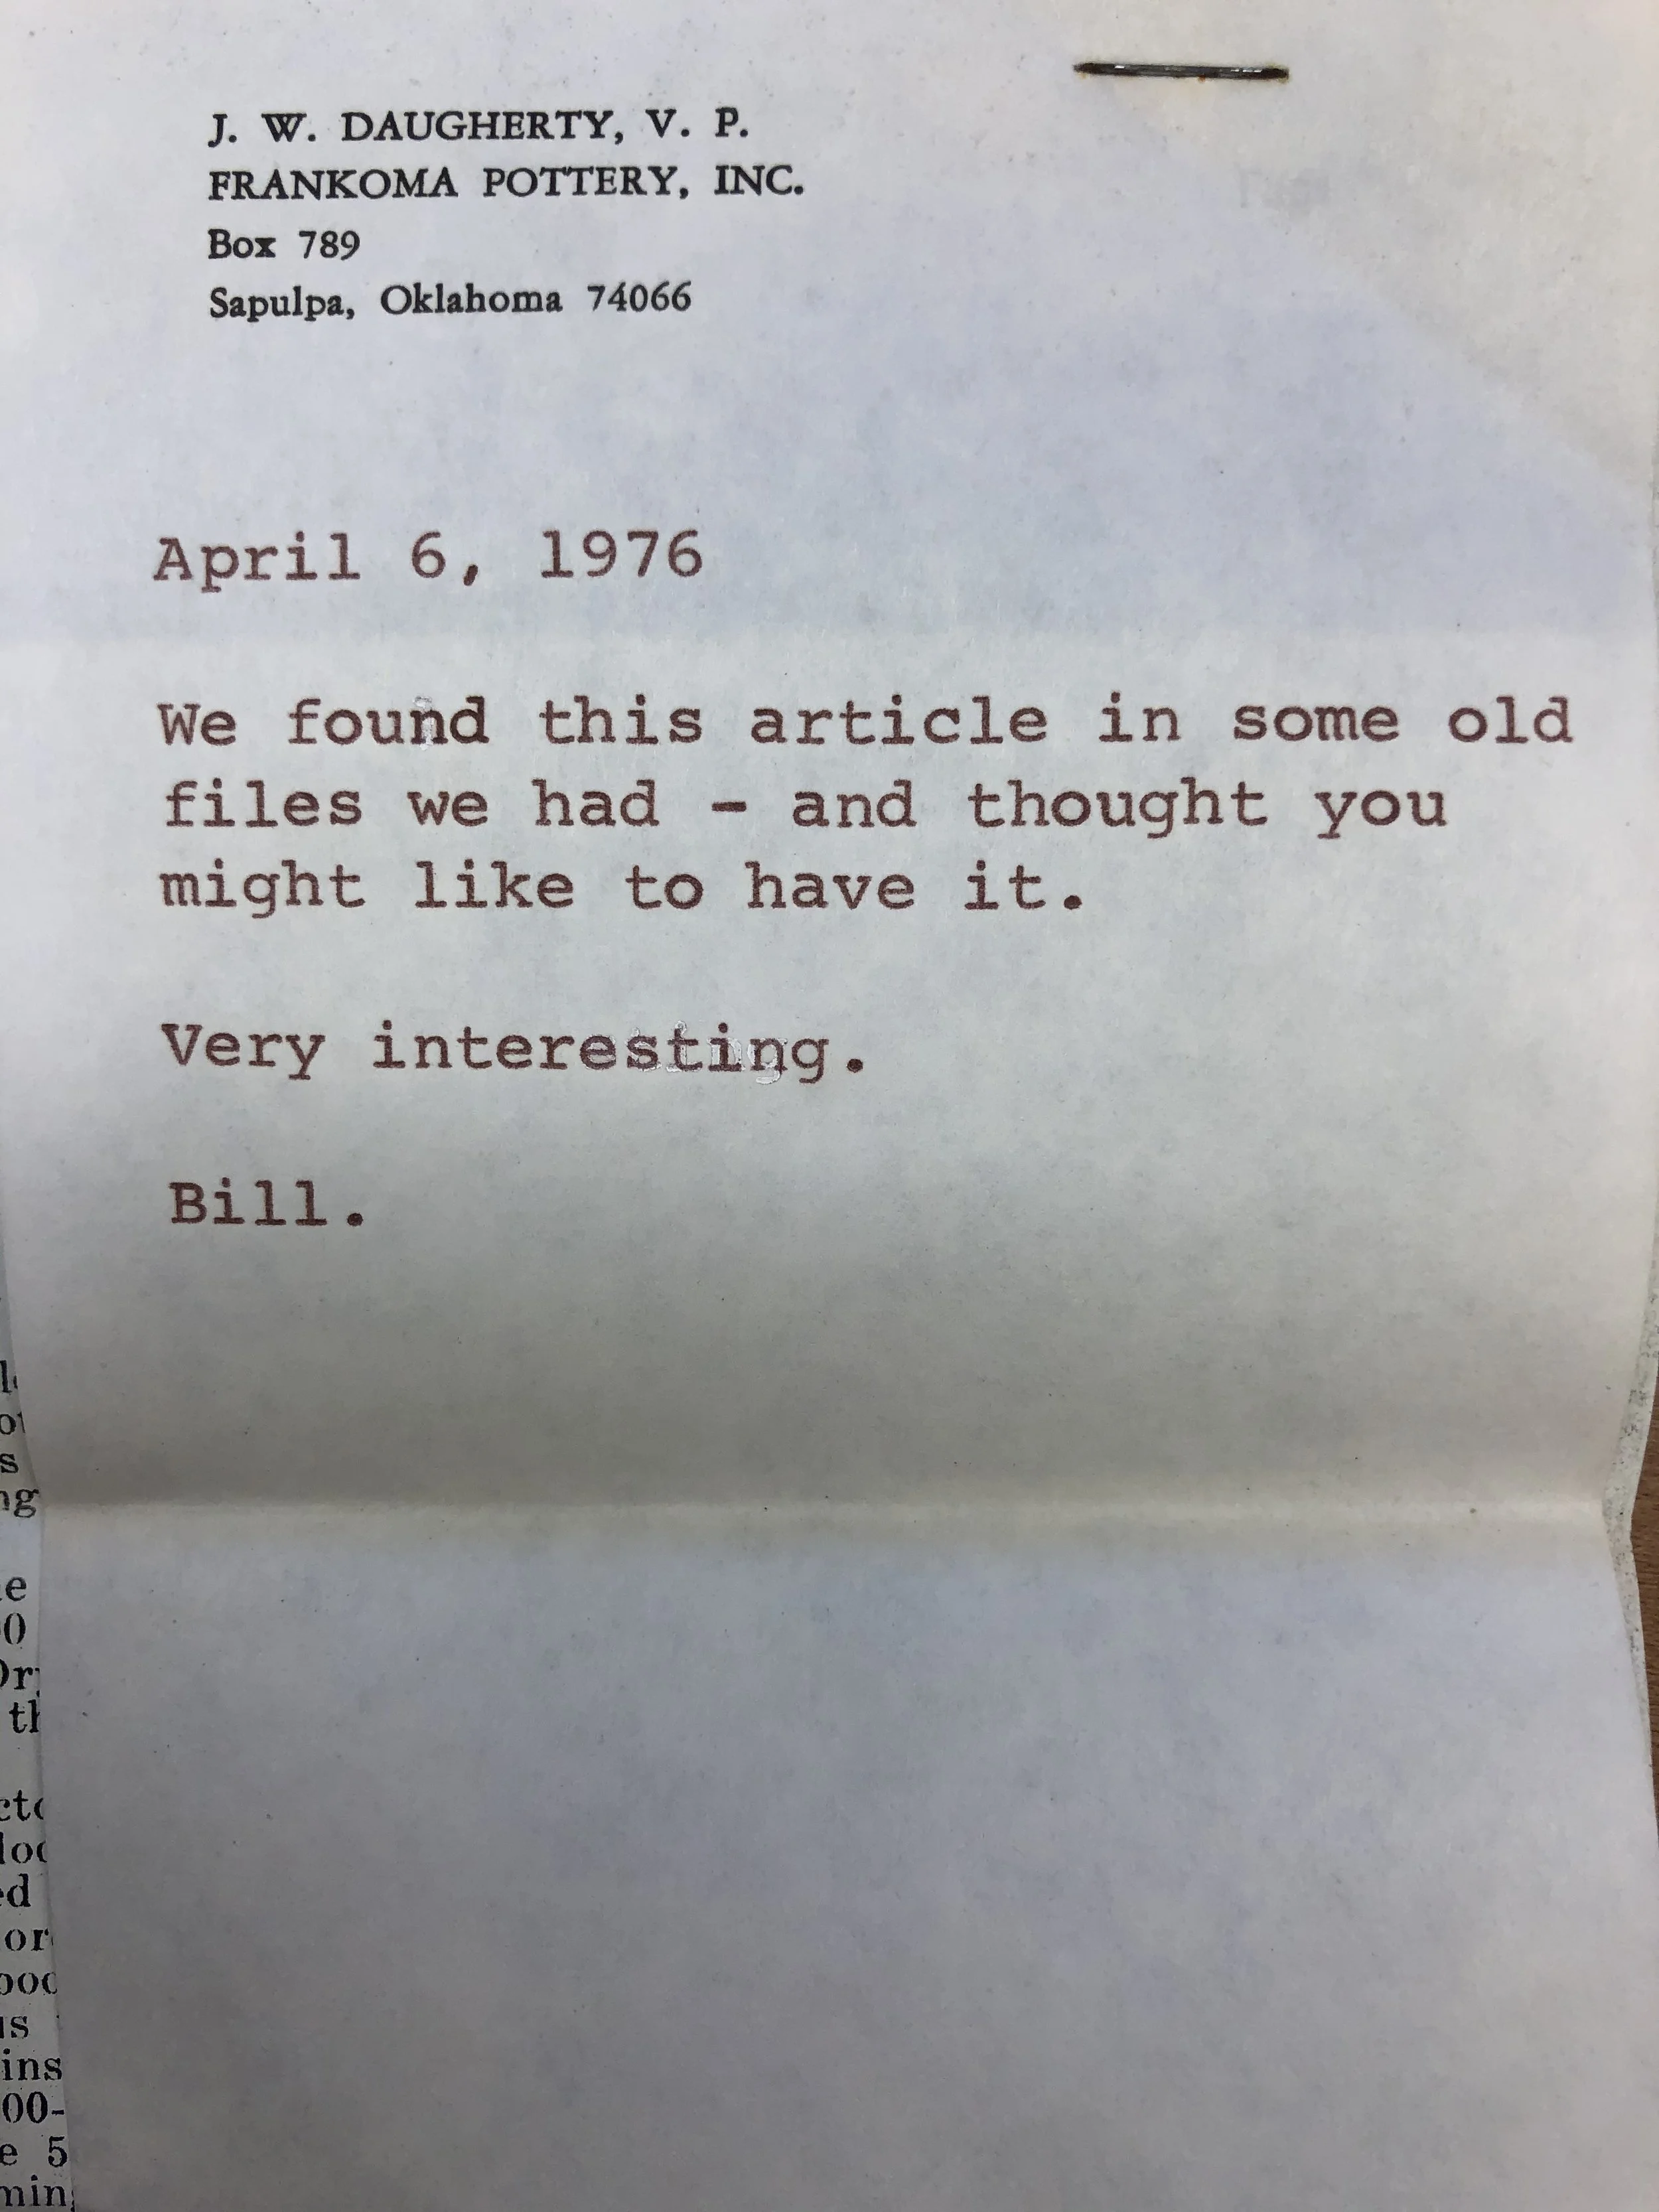 J. W. DAUGHERTY, V. P.
FRANKOMA POTTERY, INC.
Box 789
Sapulpa, Oklahoma 74066
April 6, 1976
We found this article in some old
files we had - and thought you
might like to have it.
Very interesting.
Bill.